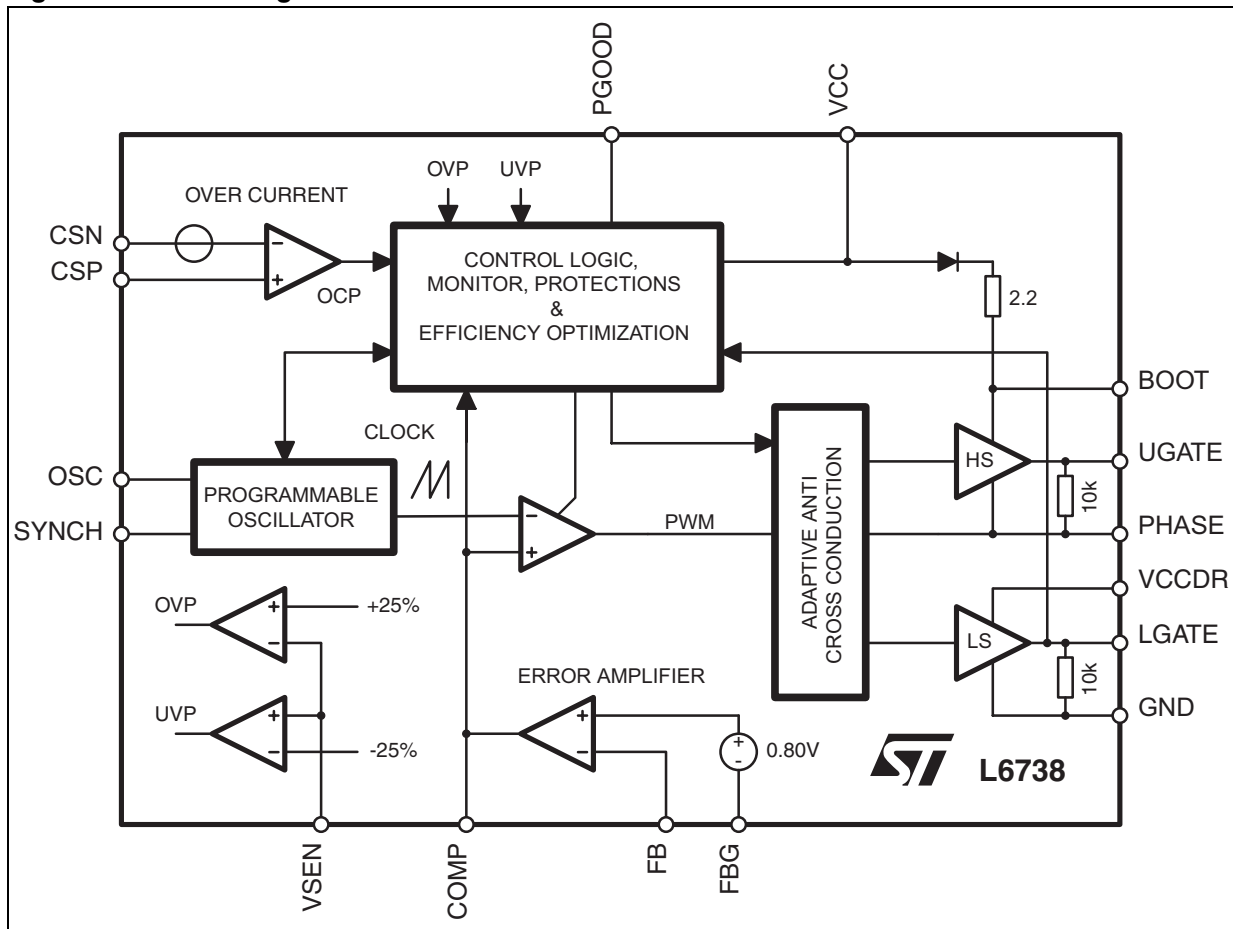 PGOOD
VCC
OVP
UVP
OVER CURRENT
CSN
-
CSP
+
OCP
CONTROL LOGIC,
MONITOR, PROTECTIONS
&
EFFICIENCY OPTIMIZATION
2.2
BOOT
CLOCK
OSC
PROGRAMMABLE
OSCILLATOR
SYNCH
-
+
PWM
ADAPTIVE ANTI
CROSS CONDUCTION
HS
UGATE
10k
PHASE
VCCDR
LS
LGATE
10k
GND
OVP
+
-
+25%
UVP
+
-
-25%
ERROR AMPLIFIER
+
-
+
-
0.80V
ST L6738
VSEN
COMP
FB
FBG